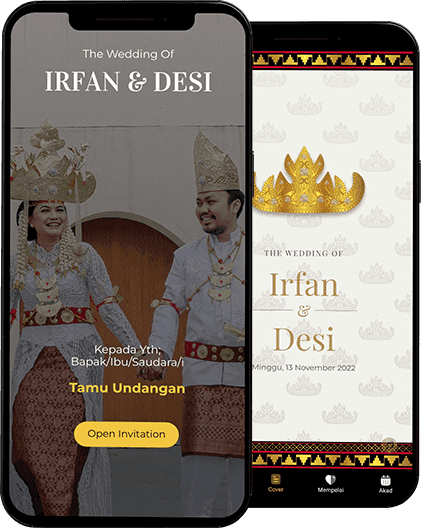 The Wedding Of
IRFAN & DESI
Kepada Yth;
Bapak/Ibu/Saudara/i
Tamu Undangan
Open Invitation
THE WEDDING OF
Irfan
&
Desi
Minggu, 13 November 2022
Cover
Mempelai
Akad